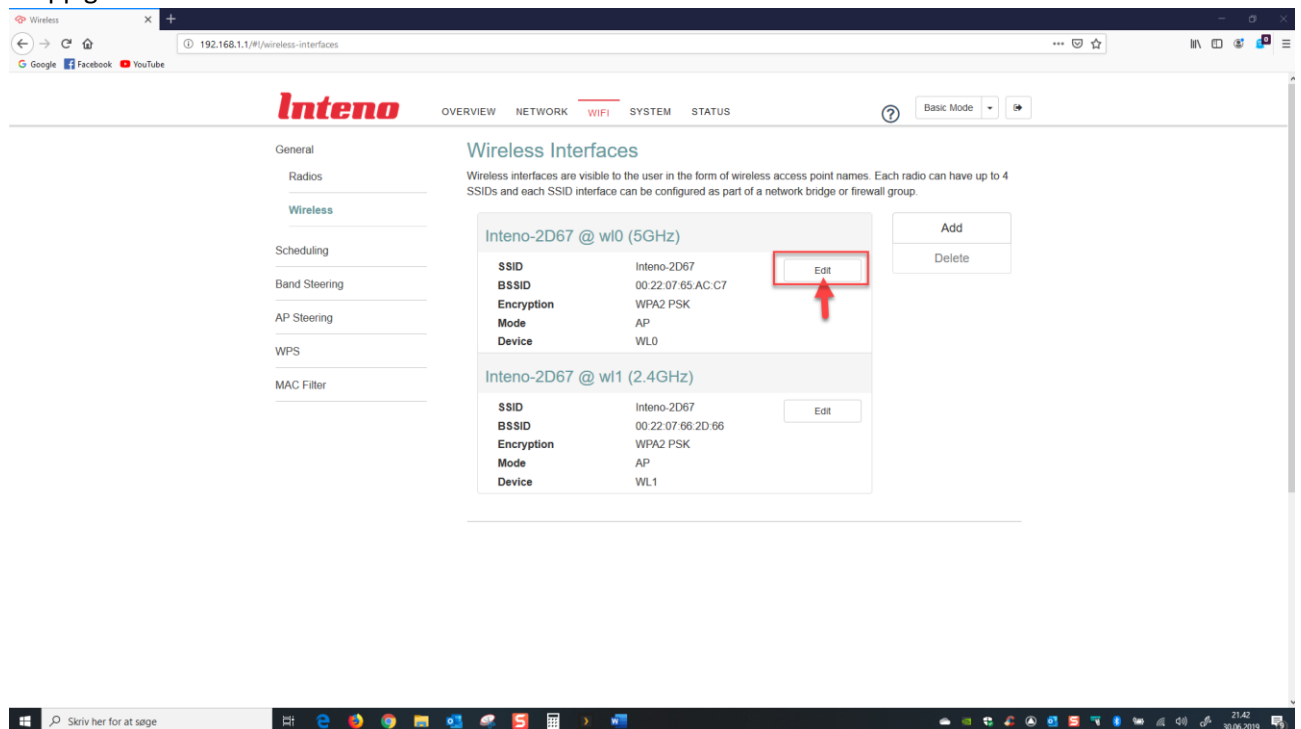 Wireless
192.168.1.1/#!/wireless-interfaces
Google Facebook YouTube
Inteno
OVERVIEW NETWORK WIFI SYSTEM STATUS
Basic Mode
General
Radios
Wireless
Scheduling
Band Steering
AP Steering
WPS
MAC Filter
Wireless Interfaces
Wireless interfaces are visible to the user in the form of wireless access point names. Each radio can have up to 4
SSIDs and each SSID interface can be configured as part of a network bridge or firewall group.
Add
Delete
Inteno-2D67 @ wl0 (5GHz)
SSID Inteno-2D67
Edit
BSSID 00:22:07:65:AC:C7
Encryption WPA2 PSK
Mode AP
Device WL0
Inteno-2D67 @ wl1 (2.4GHz)
SSID Inteno-2D67
Edit
BSSID 00:22:07:66:2D:66
Encryption WPA2 PSK
Mode AP
Device WL1
Skriv her for at søge
21.42
30.06.2019